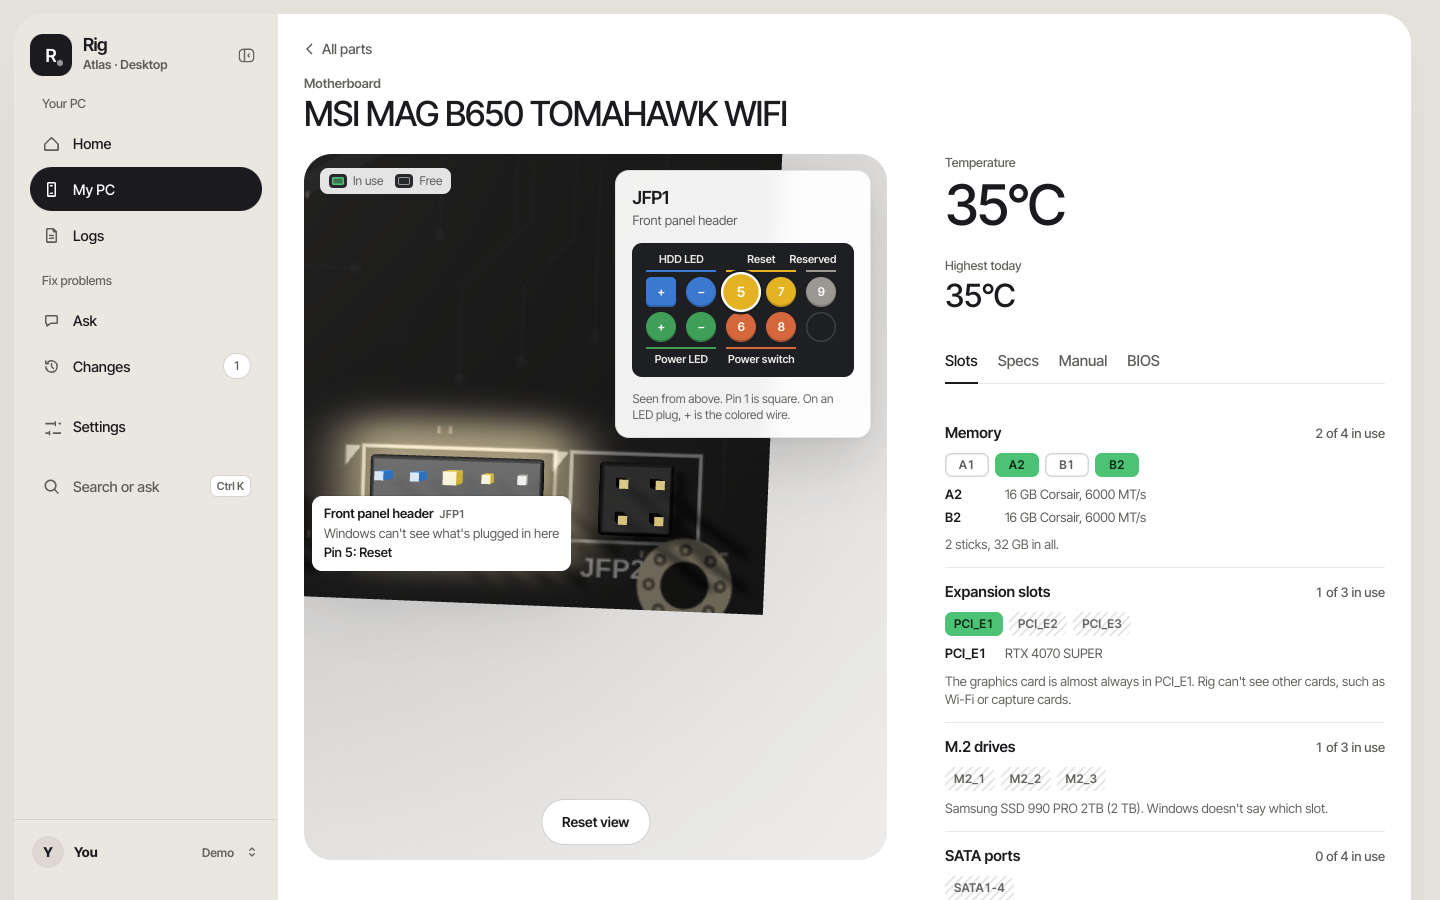 R
Rig
Atlas · Desktop
Your PC
Home
My PC
Logs
Fix problems
Ask
Changes
1
Settings
Search or ask
Ctrl K
Y
You
Demo
All parts
Motherboard
MSI MAG B650 TOMAHAWK WIFI
In use
Free
JFP1
Front panel header
HDD LED
Reset
Reserved
+
–
5
7
9
+
–
6
8
Power LED
Power switch
Seen from above. Pin 1 is square. On an
LED plug, + is the colored wire.
Front panel header JFP1
Windows can't see what's plugged in here
Pin 5: Reset
JFP2
Reset view
Temperature
35°C
Highest today
35°C
Slots
Specs
Manual
BIOS
Memory
2 of 4 in use
A1
A2
B1
B2
A2 16 GB Corsair, 6000 MT/s
B2 16 GB Corsair, 6000 MT/s
2 sticks, 32 GB in all.
Expansion slots
1 of 3 in use
PCI_E1
PCI_E2
PCI_E3
PCI_E1 RTX 4070 SUPER
The graphics card is almost always in PCI_E1. Rig can't see other cards, such as
Wi-Fi or capture cards.
M.2 drives
1 of 3 in use
M2_1
M2_2
M2_3
Samsung SSD 990 PRO 2TB (2 TB). Windows doesn't say which slot.
SATA ports
0 of 4 in use
SATA1-4